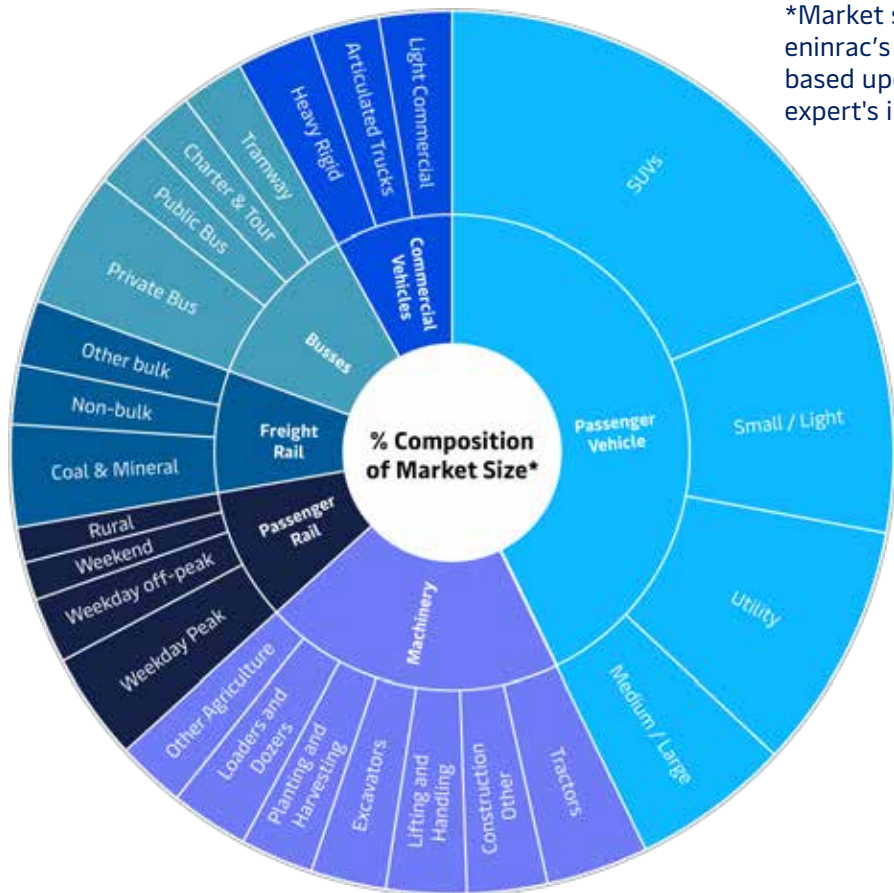 *Market s
eninrac's
based up
expert's i
% Composition
of Market Size*
Passenger
Vehicle
SUVs
Small / Light
Utility
Medium / Large
Machinery
Tractors
Construction
Other
Lifting and
Handling
Excavators
Planting and
Harvesting
Loaders and
Dozers
Other Agriculture
Passenger
Rail
Weekday Peak
Weekday off-peak
Weekend
Rural
Freight
Rail
Coal & Mineral
Non-bulk
Other bulk
Busses
Private Bus
Public Bus
Charter & Tour
Tramway
Commercial
Vehicles
Heavy Rigid
Articulated Trucks
Light Commercial